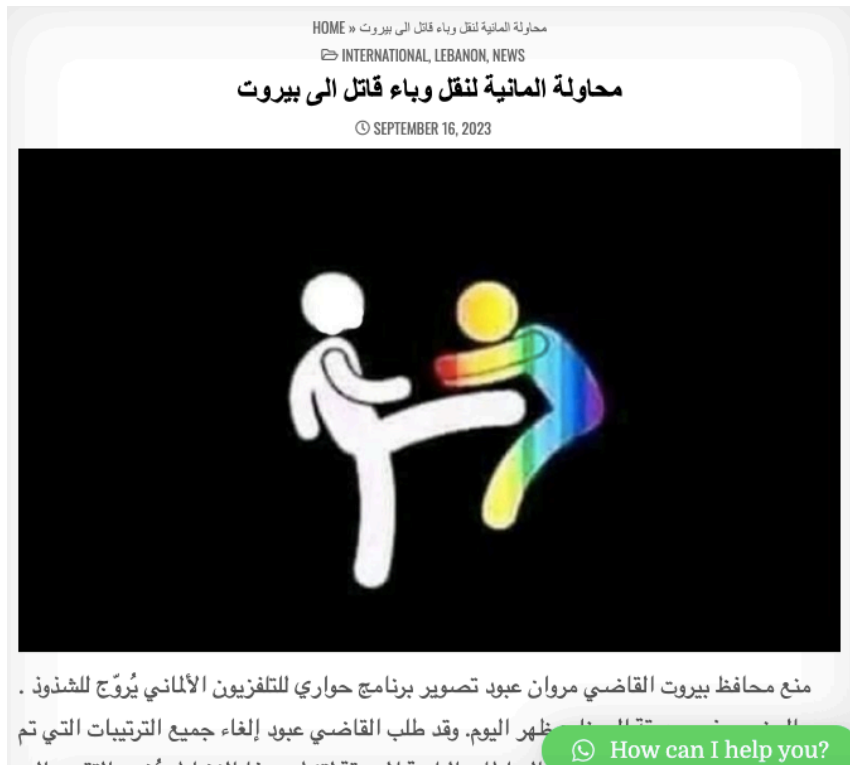 HOME » محاولة المانية لنقل وباء قاتل الى بيروت
INTERNATIONAL, LEBANON, NEWS
محاولة المانية لنقل وباء قاتل الى بيروت
SEPTEMBER 16, 2023
منع محافظ بيروت القاضي مروان عبود تصوير برنامج حواري للتلفزيون الألماني يُروّج للشذوذ .
ظهر اليوم. وقد طلب القاضي عبود إلغاء جميع الترتيبات التي تم
How can I help you?